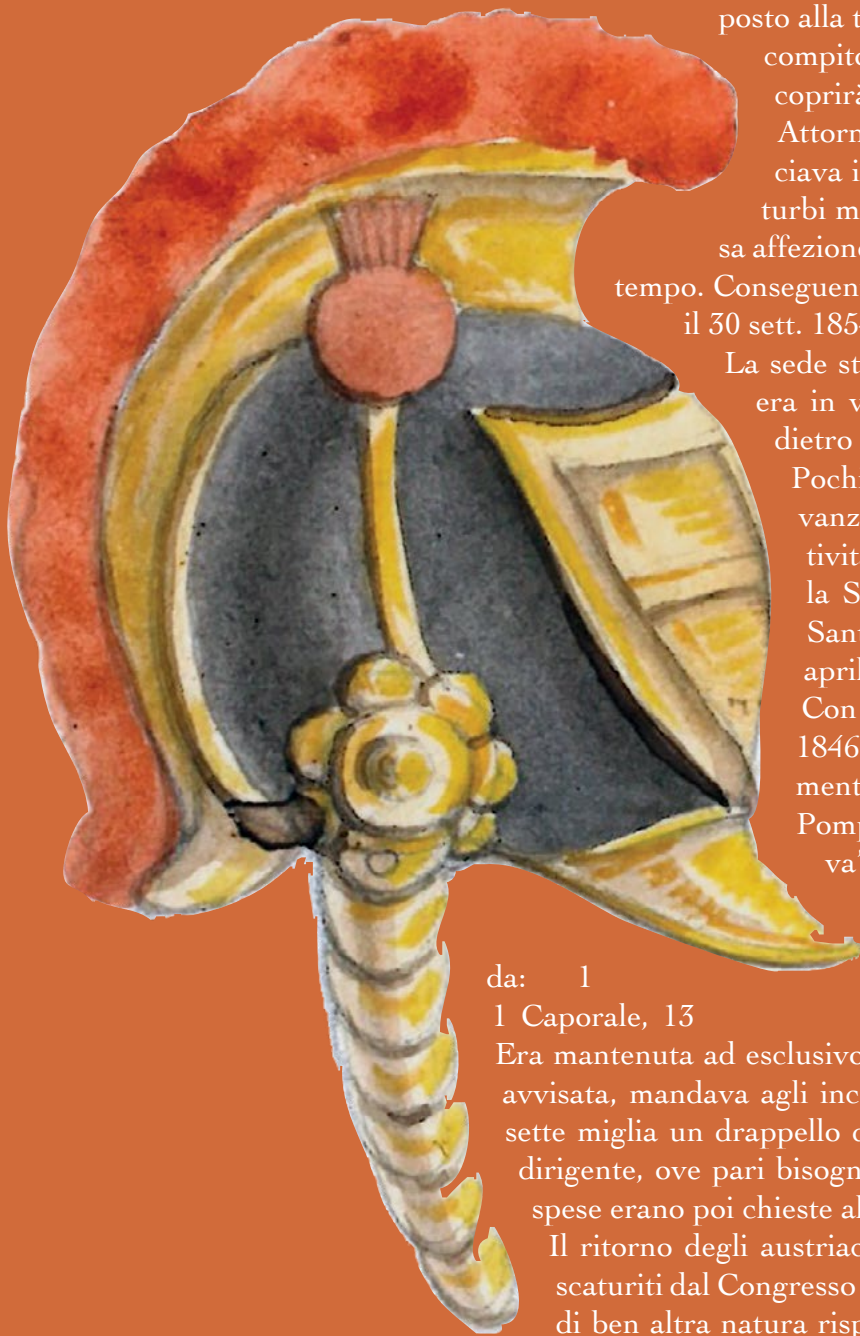 posto alla t
compito
coprirà
Attorn
ciava i
turbi m
sa affezione
tempo. Conseguen
il 30 sett. 185
La sede st
era in v
dietro
Pochi
vanz
tivit
la S
Sant
april
Con
1846
ment
Pomp
va'
da: 1
1 Caporale, 13
Era mantenuta ad esclusivo
avvisata, mandava agli inc
sette miglia un drappello d
dirigente, ove pari bisogn
spese erano poi chieste al
Il ritorno degli austriac
scaturiti dal Congresso
di ben altra natura risp